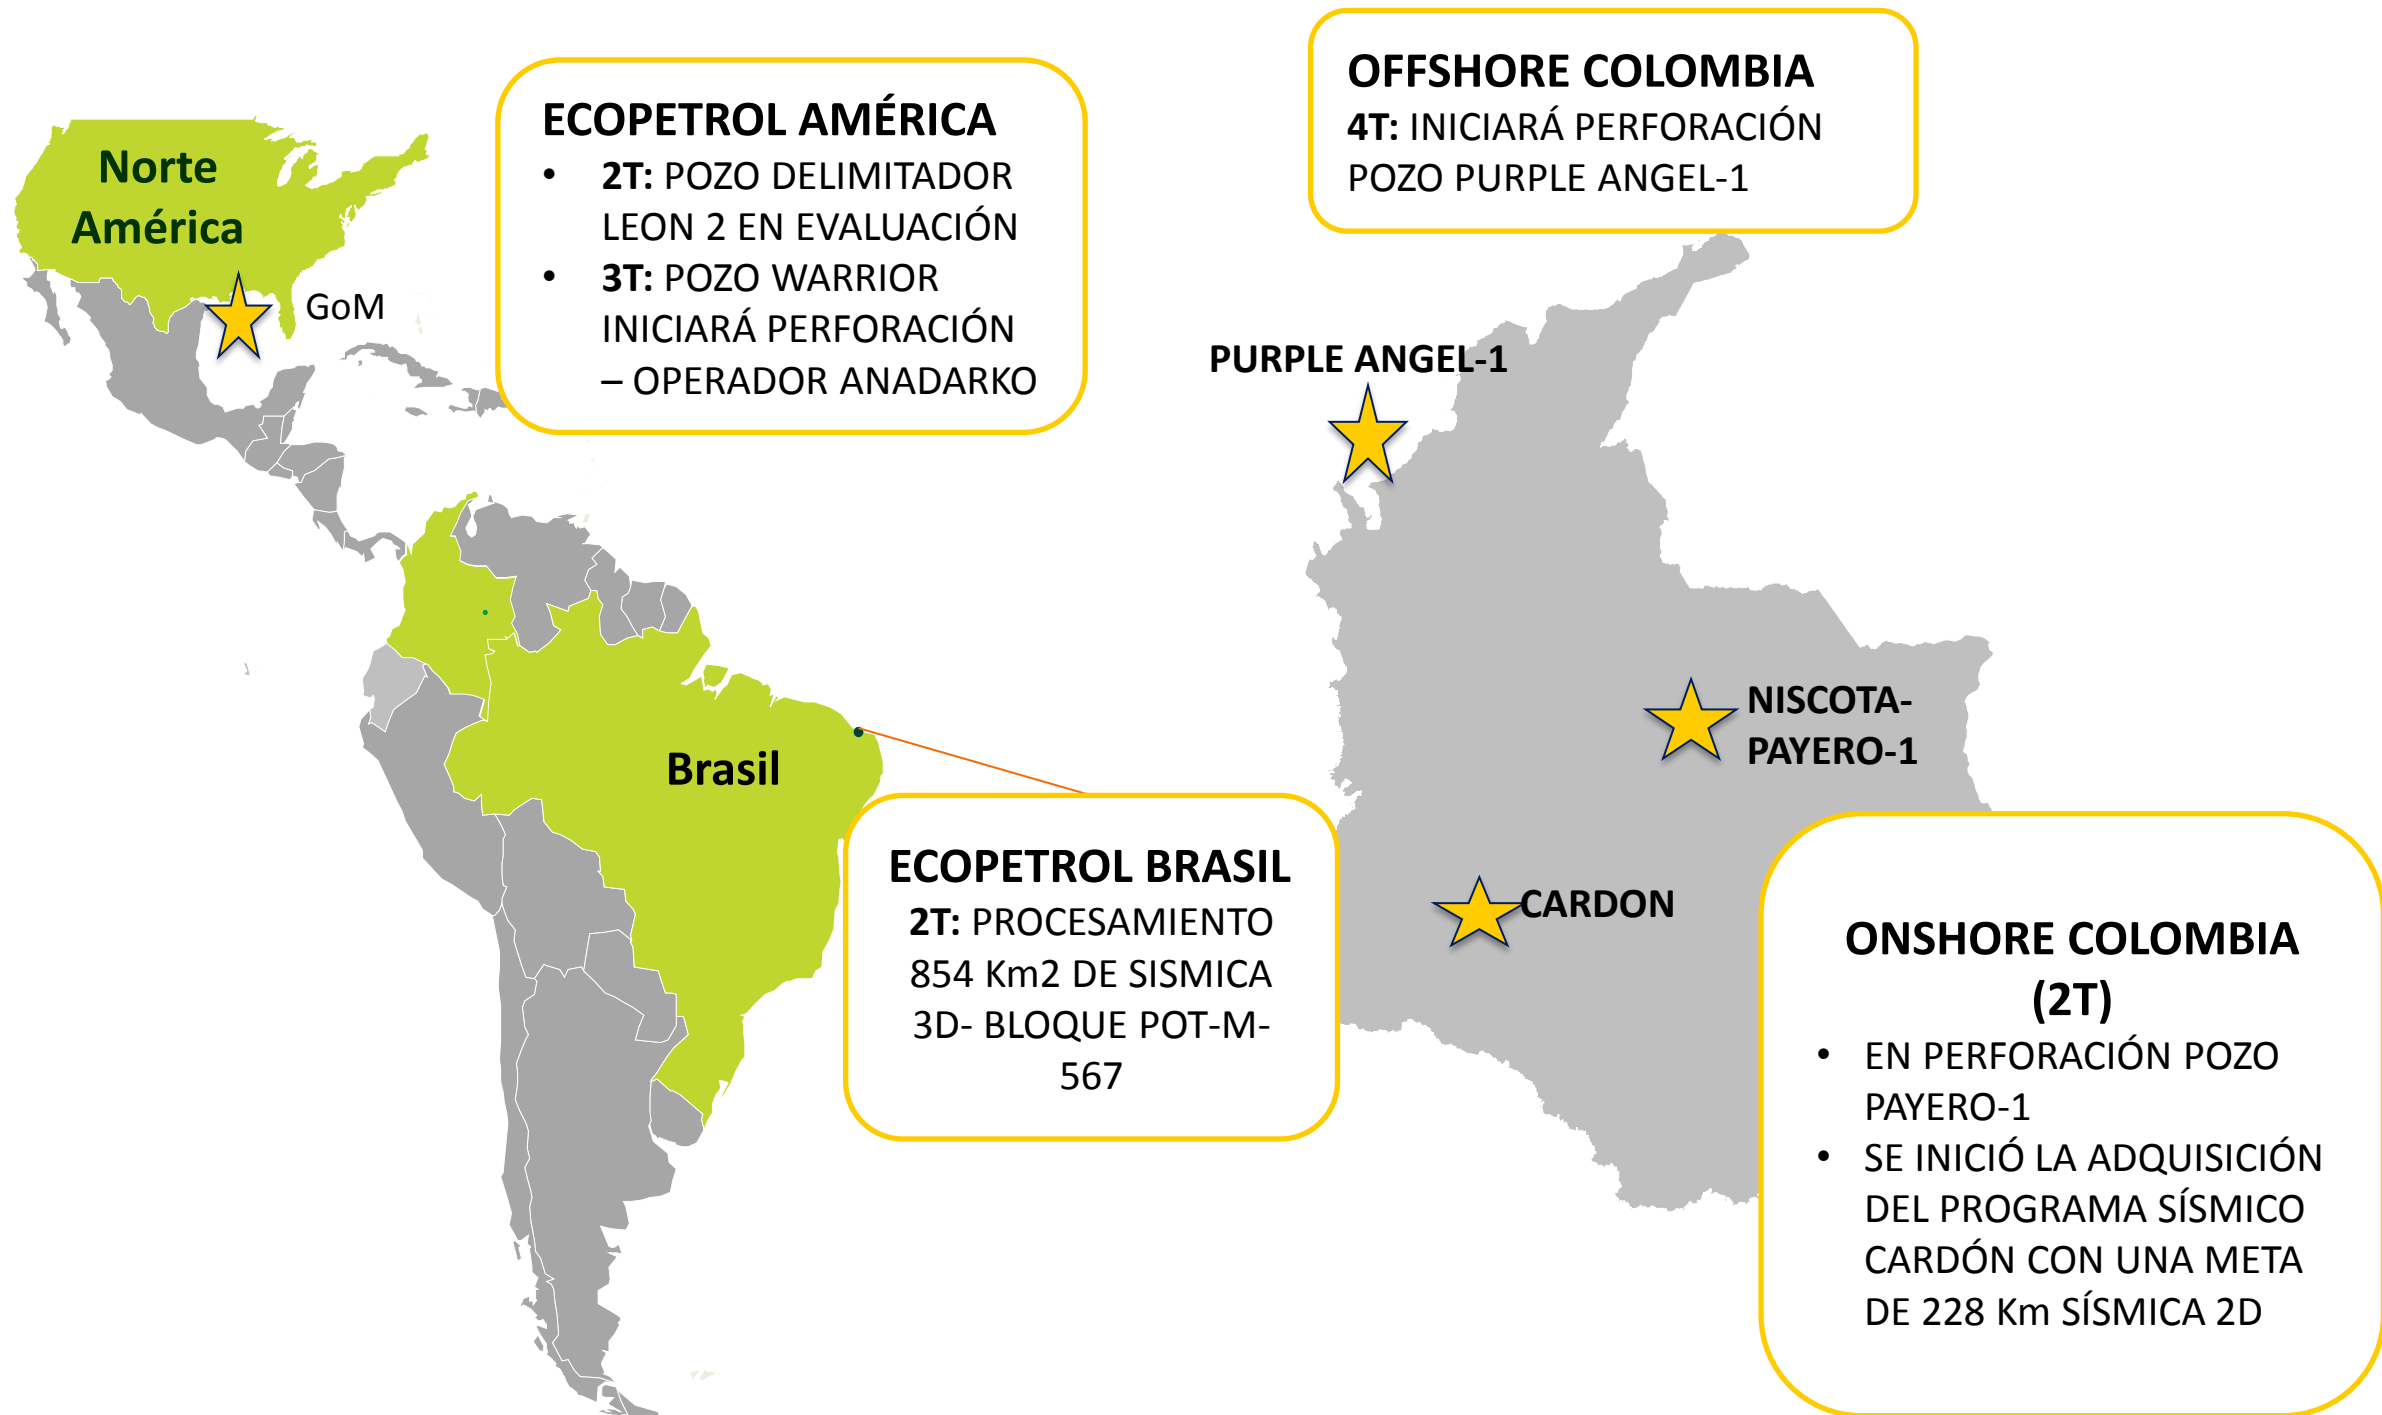 Norte
América
GoM
ECOPETROL AMÉRICA
• 2T: POZO DELIMITADOR
LEON 2 EN EVALUACIÓN
• 3T: POZO WARRIOR
INICIARÁ PERFORACIÓN
– OPERADOR ANADARKO
OFFSHORE COLOMBIA
4T: INICIARÁ PERFORACIÓN
POZO PURPLE ANGEL-1
PURPLE ANGEL-1
NISCOTA-
PAYERO-1
CARDON
Brasil
ECOPETROL BRASIL
2T: PROCESAMIENTO
854 Km2 DE SISMICA
3D- BLOQUE POT-M-
567
ONSHORE COLOMBIA
(2T)
• EN PERFORACIÓN POZO
PAYERO-1
• SE INICIÓ LA ADQUISICIÓN
DEL PROGRAMA SÍSMICO
CARDÓN CON UNA META
DE 228 Km SÍSMICA 2D